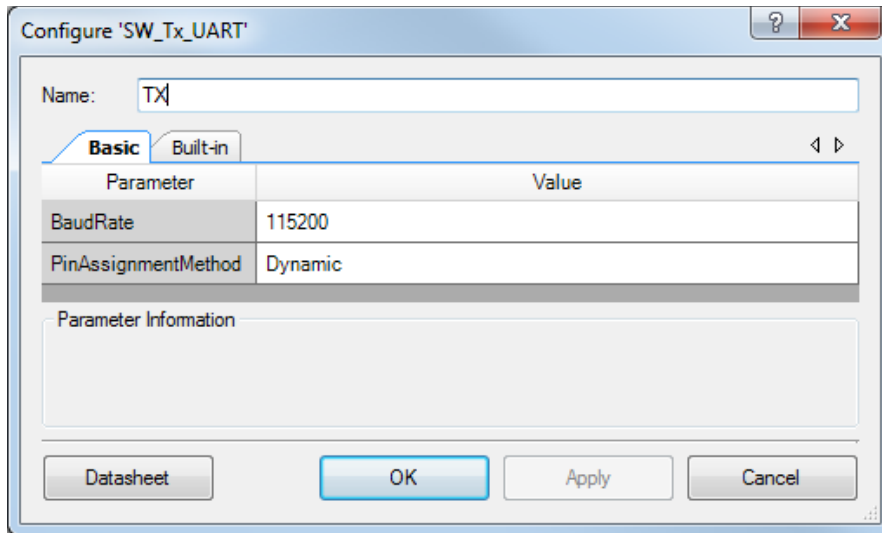 Configure 'SW_Tx_UART'
Name: TX
Basic Built-in
Parameter Value
BaudRate 115200
PinAssignmentMethod Dynamic
Parameter Information
Datasheet OK Apply Cancel